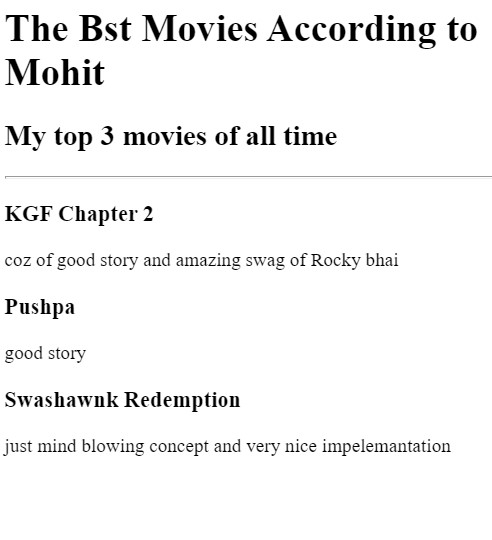 The Bst Movies According to
Mohit
My top 3 movies of all time
KGF Chapter 2
coz of good story and amazing swag of Rocky bhai
Pushpa
good story
Swashawnk Redemption
just mind blowing concept and very nice impelemantation